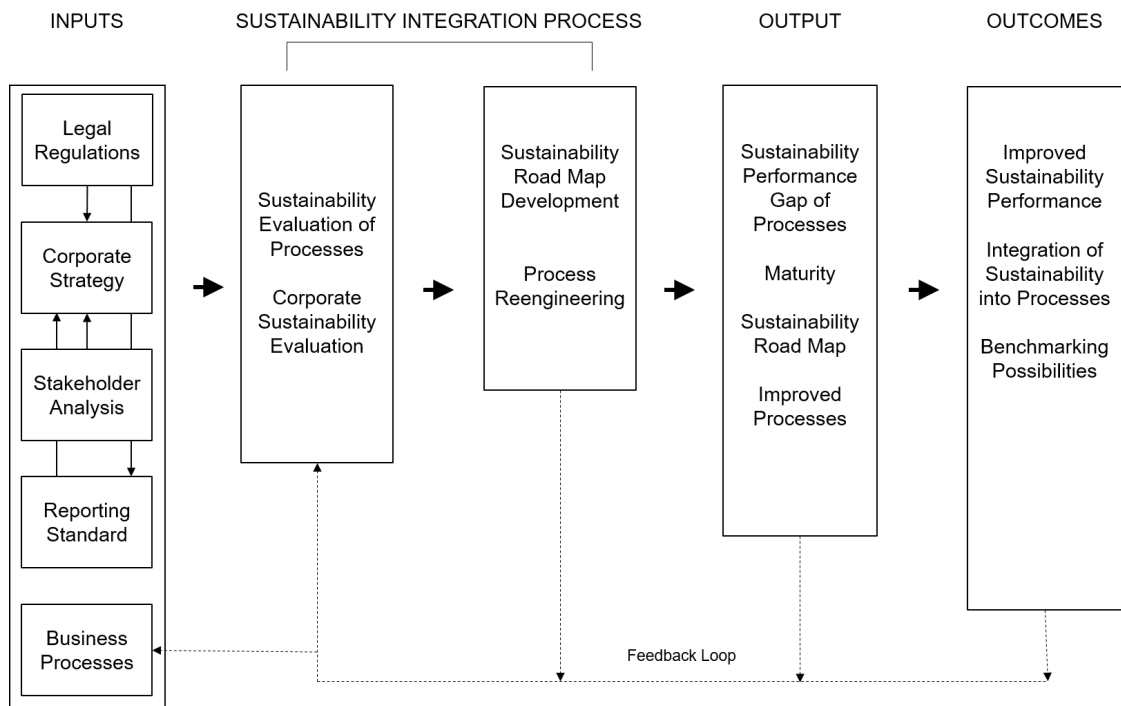 INPUTS
SUSTAINABILITY INTEGRATION PROCESS
OUTPUT
OUTCOMES
Legal
Regulations
Corporate
Strategy
Stakeholder
Analysis
Reporting
Standard
Business
Processes
Sustainability
Evaluation of
Processes
Corporate
Sustainability
Evaluation
Sustainability
Road Map
Development
Process
Reengineering
Sustainability
Performance
Gap of
Processes
Maturity
Sustainability
Road Map
Improved
Processes
Improved
Sustainability
Performance
Integration of
Sustainability
into Processes
Benchmarking
Possibilities
Feedback Loop